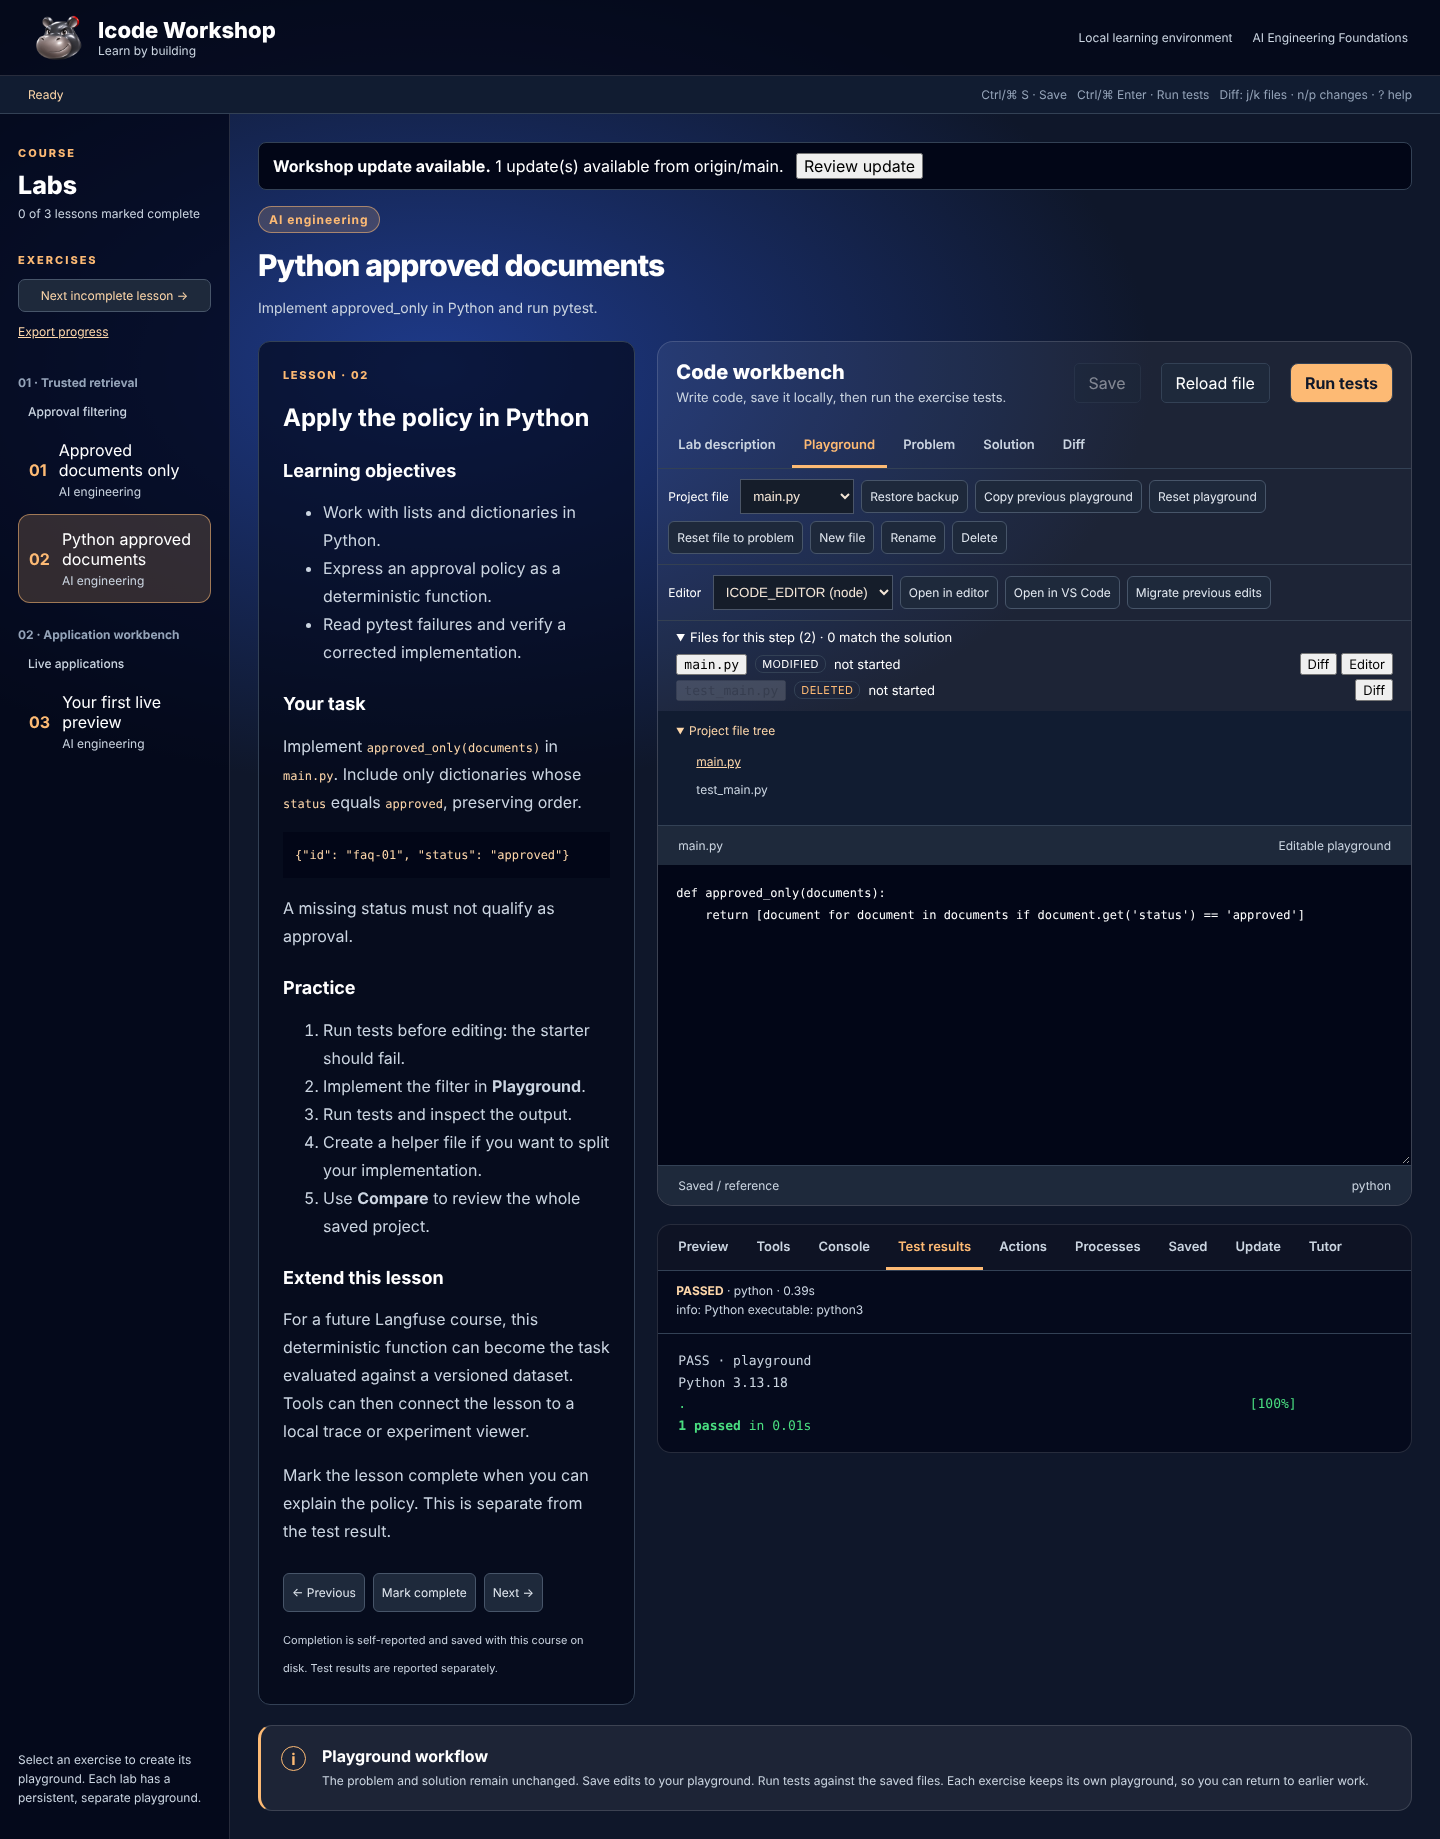 Icode Workshop
Learn by building
Local learning environment AI Engineering Foundations
Ready
Ctrl/⌘ S · Save Ctrl/⌘ Enter · Run tests Diff: j/k files · n/p changes · ? help
COURSE
Labs
0 of 3 lessons marked complete
EXERCISES
Next incomplete lesson →
Export progress
01 · Trusted retrieval
Approval filtering
01
Approved
documents only
AI engineering
02
Python approved
documents
AI engineering
02 · Application workbench
Live applications
03
Your first live
preview
AI engineering
Select an exercise to create its
playground. Each lab has a
persistent, separate playground.
Workshop update available. 1 update(s) available from origin/main. Review update
AI engineering
Python approved documents
Implement approved_only in Python and run pytest.
LESSON · 02
Apply the policy in Python
Learning objectives
• Work with lists and dictionaries in
Python.
• Express an approval policy as a
deterministic function.
• Read pytest failures and verify a
corrected implementation.
Your task
Implement approved_only(documents) in
main.py. Include only dictionaries whose
status equals approved, preserving order.
{"id": "faq-01", "status": "approved"}
A missing status must not qualify as
approval.
Practice
1. Run tests before editing: the starter
should fail.
2. Implement the filter in Playground.
3. Run tests and inspect the output.
4. Create a helper file if you want to split
your implementation.
5. Use Compare to review the whole
saved project.
Extend this lesson
For a future Langfuse course, this
deterministic function can become the task
evaluated against a versioned dataset.
Tools can then connect the lesson to a
local trace or experiment viewer.
Mark the lesson complete when you can
explain the policy. This is separate from
the test result.
← Previous Mark complete Next →
Completion is self-reported and saved with this course on
disk. Test results are reported separately.
Code workbench
Write code, save it locally, then run the exercise tests.
Save Reload file Run tests
Lab description Playground Problem Solution Diff
Project file main.py Restore backup Copy previous playground Reset playground
Reset file to problem New file Rename Delete
Editor ICODE_EDITOR (node) Open in editor Open in VS Code Migrate previous edits
▼ Files for this step (2) · 0 match the solution
main.py MODIFIED not started Diff Editor
test_main.py DELETED not started Diff
▼ Project file tree
main.py
test_main.py
main.py Editable playground
def approved_only(documents):
    return [document for document in documents if document.get('status') == 'approved']
Saved / reference python
Preview Tools Console Test results Actions Processes Saved Update Tutor
PASSED · python · 0.39s
info: Python executable: python3
PASS · playground
Python 3.13.18
. [100%]
1 passed in 0.01s
i
Playground workflow
The problem and solution remain unchanged. Save edits to your playground. Run tests against the saved files. Each exercise keeps its own playground, so you can return to earlier work.